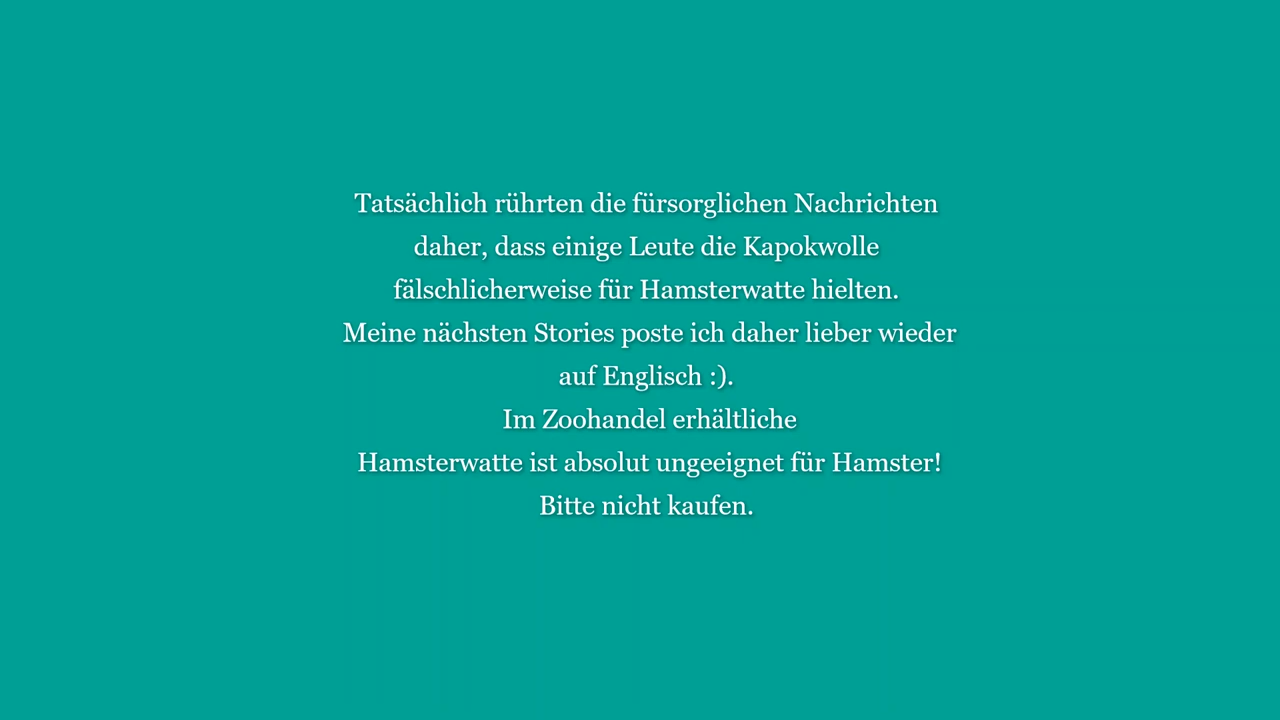 Tatsächlich rührten die fürsorglichen Nachrichten
daher, dass einige Leute die Kapokwolle
fälschlicherweise für Hamsterwatte hielten.
Meine nächsten Stories poste ich daher lieber wieder
auf Englisch :).
Im Zoohandel erhältliche
Hamsterwatte ist absolut ungeeignet für Hamster!
Bitte nicht kaufen.